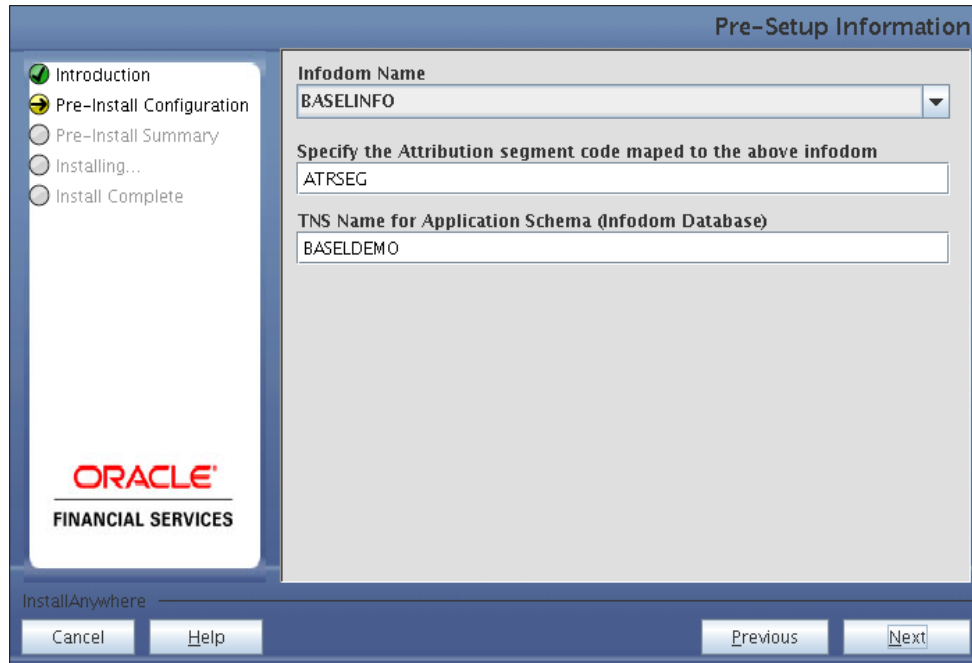 Pre-Setup Information
Introduction
Pre-Install Configuration
Pre-Install Summary
Installing...
Install Complete
ORACLE'
FINANCIAL SERVICES
Infodom Name
BASELINFO
Specify the Attribution segment code maped to the above infodom
ATRSEG
TNS Name for Application Schema (Infodom Database)
BASELDEMO
InstallAnywhere
Cancel
Help
Previous
Next